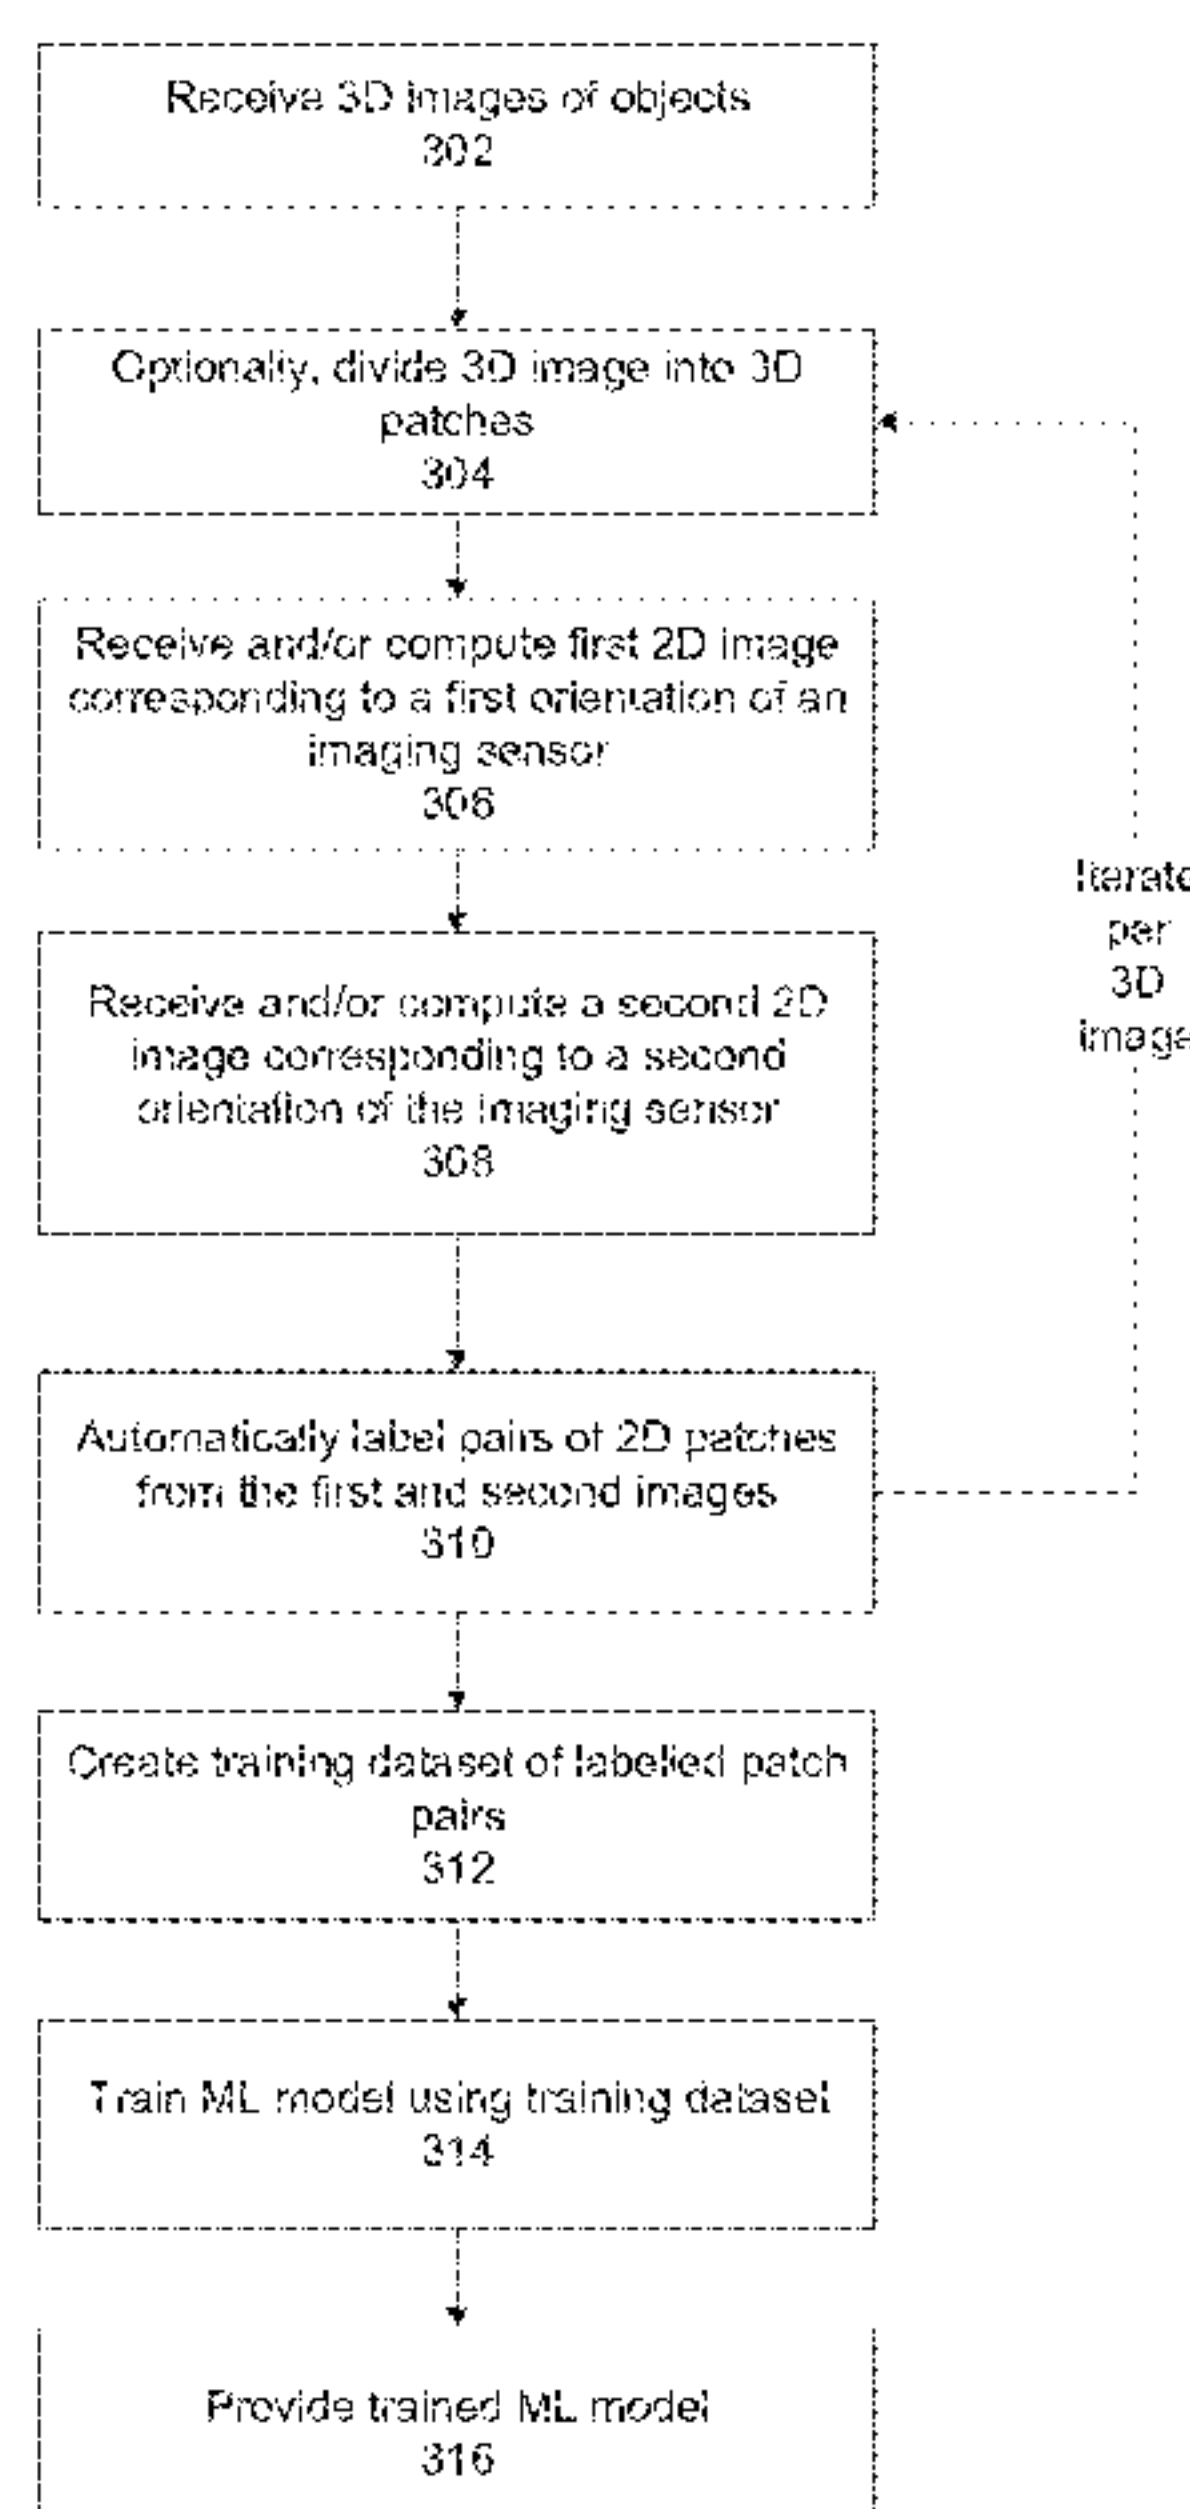 Receive 3D images of objects
302
Optionally, divide 3D image into 3D
patches
304
Receive and/or compute first 2D image
corresponding to a first orientation of an
imaging sensor
306
Receive and/or compute a second 2D
image corresponding to a second
orientation of the imaging sensor
308
Iterate
per
3D
image
Automatically label pairs of 2D patches
from the first and second images
310
Create training dataset of labelled patch
pairs
312
Train ML model using training dataset
314
Provide trained ML model
316